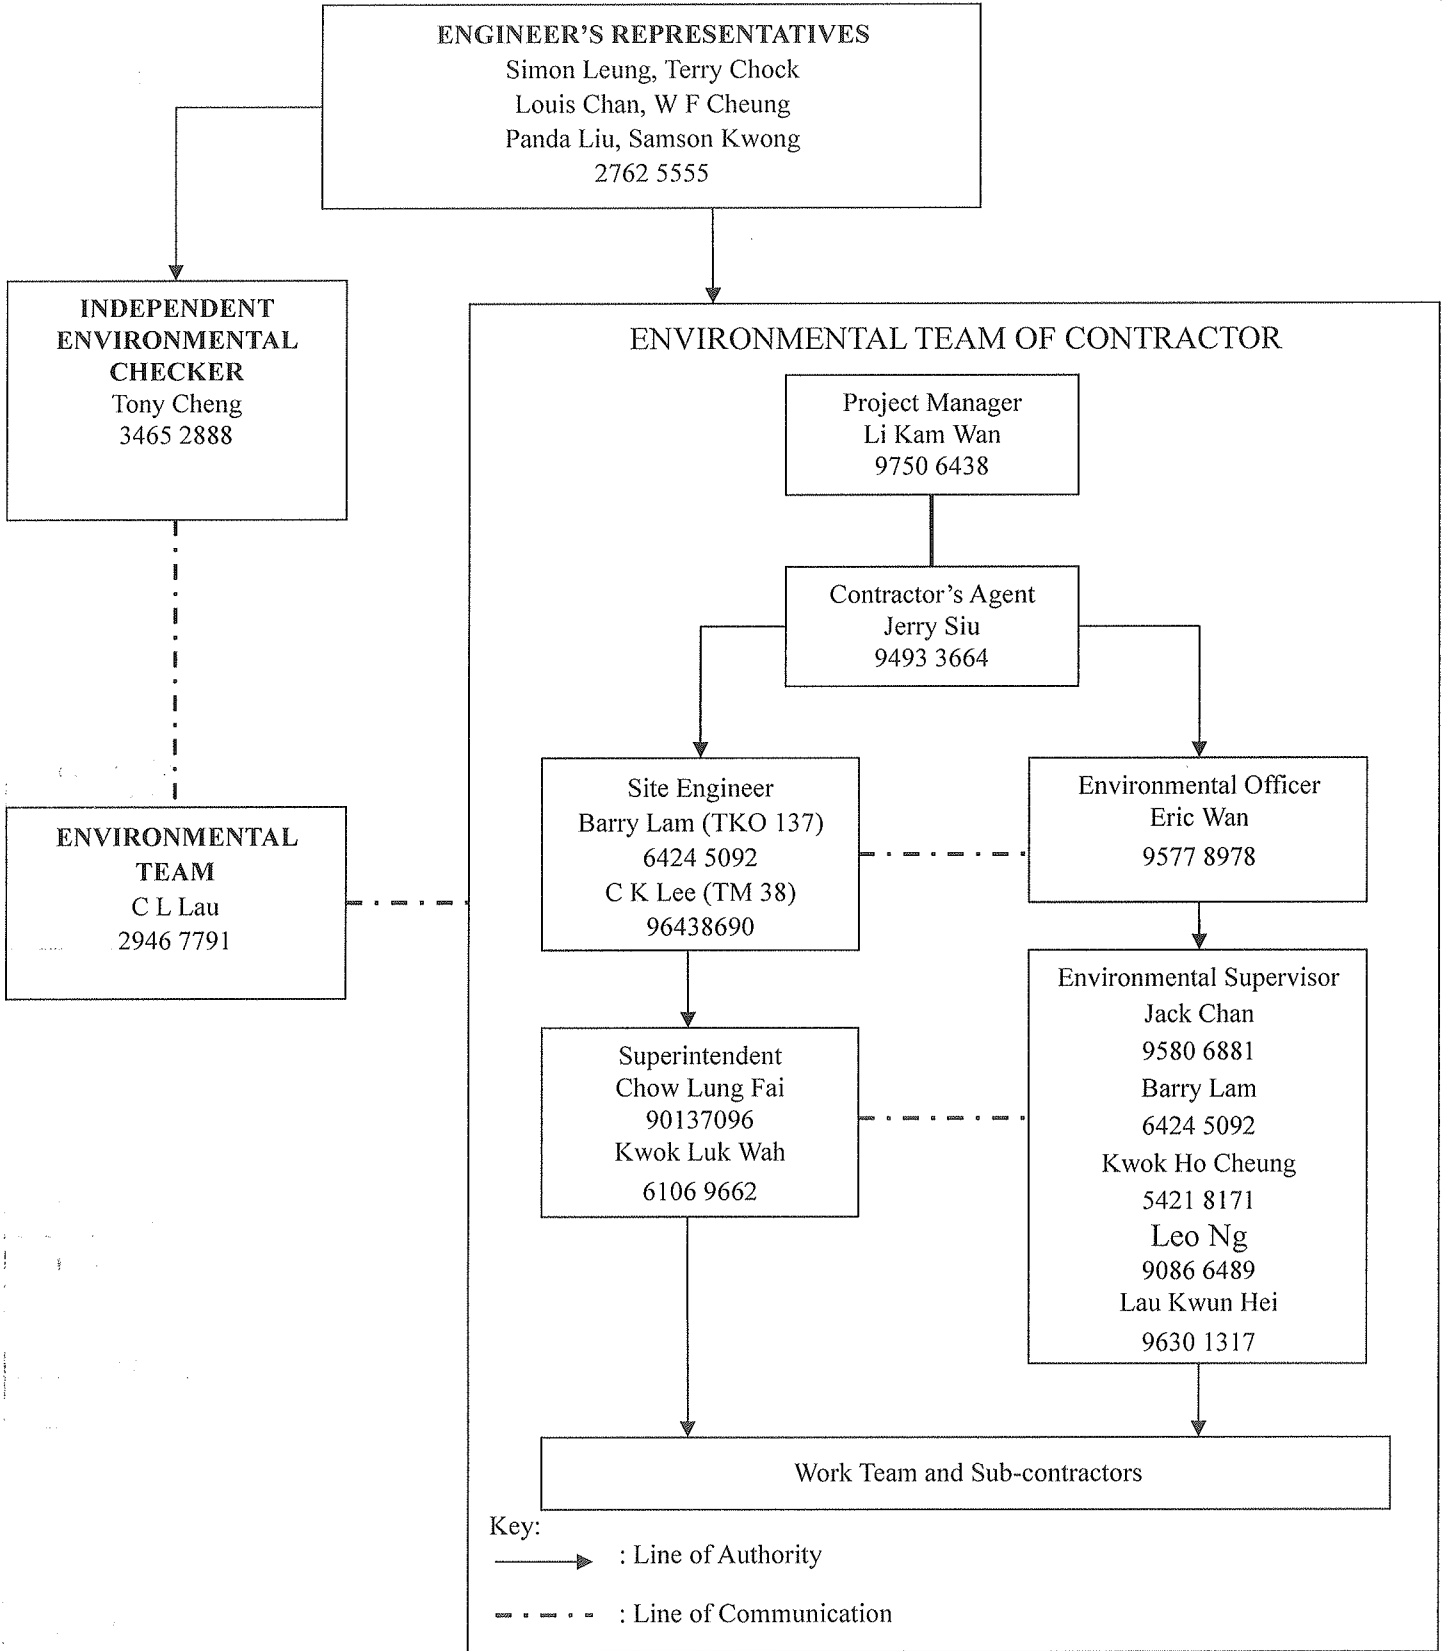 ENGINEER'S REPRESENTATIVES
Simon Leung, Terry Chock
Louis Chan, W F Cheung
Panda Liu, Samson Kwong
2762 5555
INDEPENDENT
ENVIRONMENTAL
CHECKER
Tony Cheng
3465 2888
ENVIRONMENTAL TEAM OF CONTRACTOR
Project Manager
Li Kam Wan
9750 6438
Contractor's Agent
Jerry Siu
9493 3664
Site Engineer
Barry Lam (TKO 137)
6424 5092
C K Lee (TM 38)
96438690
Environmental Officer
Eric Wan
9577 8978
ENVIRONMENTAL
TEAM
C L Lau
2946 7791
Superintendent
Chow Lung Fai
90137096
Kwok Luk Wah
6106 9662
Environmental Supervisor
Jack Chan
9580 6881
Barry Lam
6424 5092
Kwok Ho Cheung
5421 8171
Leo Ng
9086 6489
Lau Kwun Hei
9630 1317
Work Team and Sub-contractors
Key:
: Line of Authority
: Line of Communication